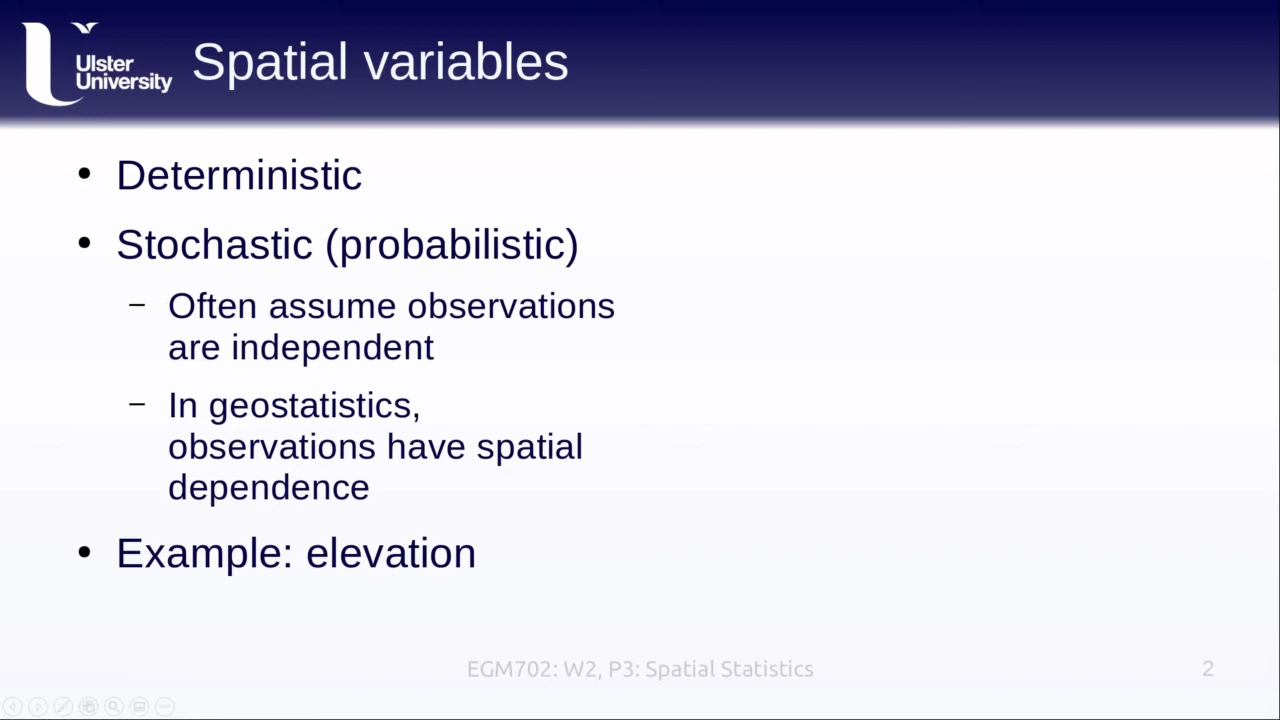 Ulster
University
Spatial variables
• Deterministic
• Stochastic (probabilistic)
– Often assume observations
are independent
– In geostatistics,
observations have spatial
dependence
• Example: elevation
EGM702: W2, P3: Spatial Statistics
2